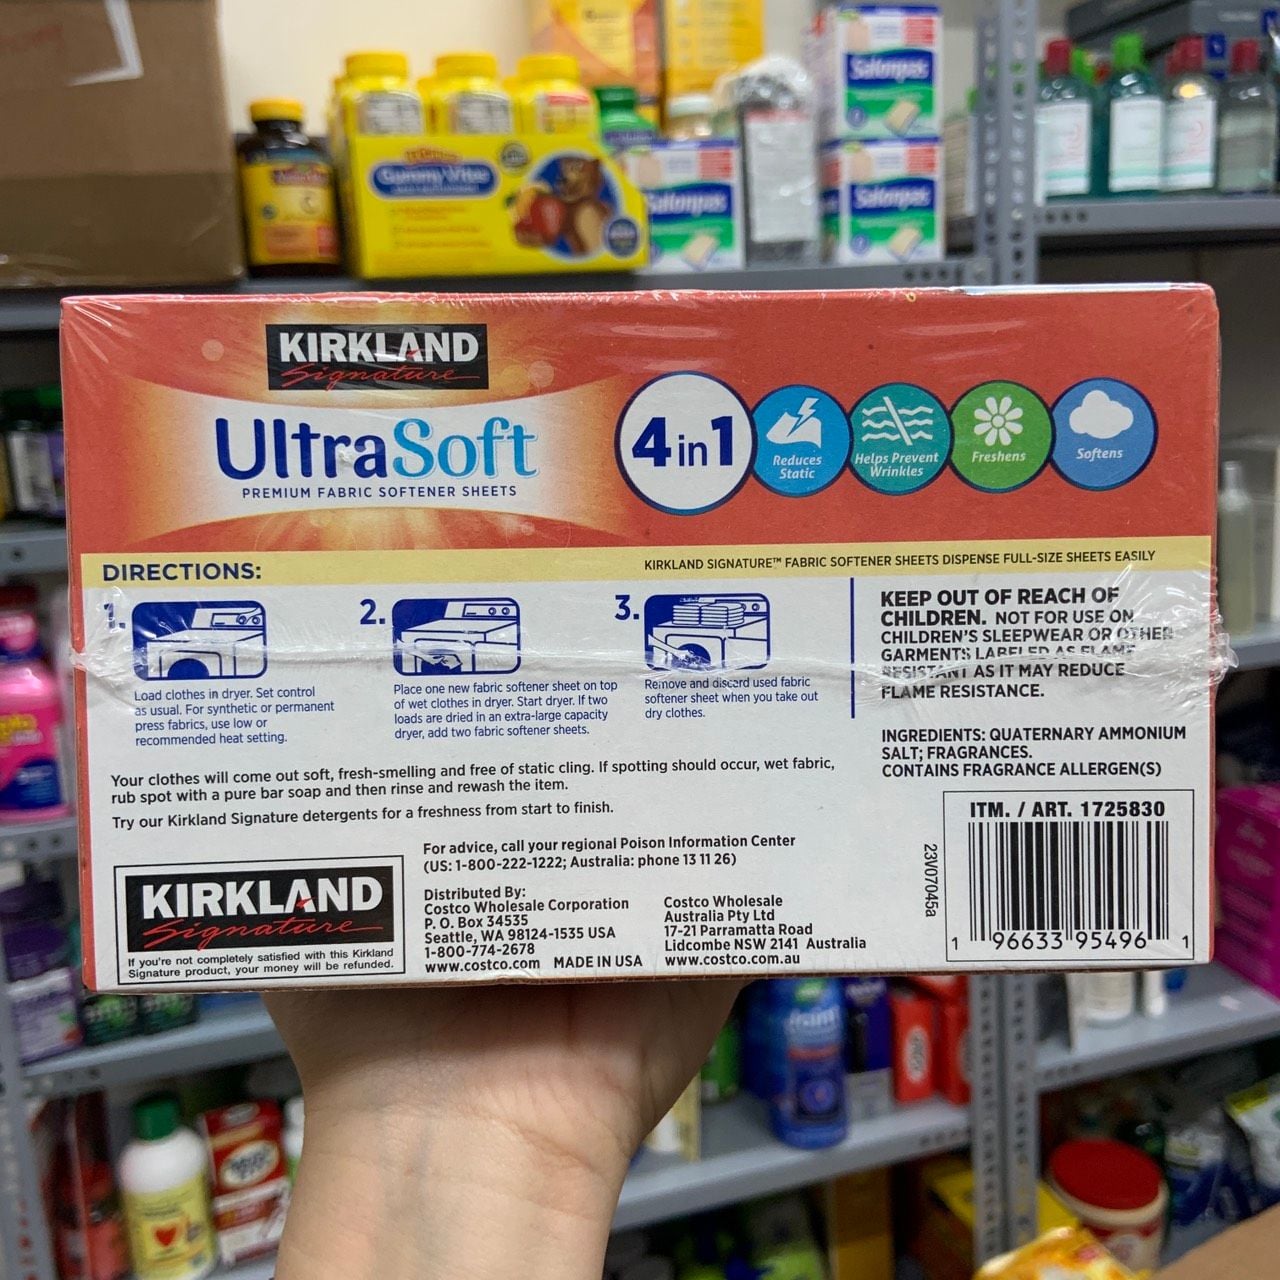 Gummy Vites
Salonpas
Salonpas
Salonpas
KIRKLAND
Signature
UltraSoft
PREMIUM FABRIC SOFTENER SHEETS
4 in 1
Reduces
Static
Helps Prevent
Wrinkles
Freshens
Softens
DIRECTIONS:
KIRKLAND SIGNATURE™ FABRIC SOFTENER SHEETS DISPENSE FULL-SIZE SHEETS EASILY
1.
Load clothes in dryer. Set control
as usual. For synthetic or permanent
press fabrics, use low or
recommended heat setting.
2.
Place one new fabric softener sheet on top
of wet clothes in dryer. Start dryer. If two
loads are dried in an extra-large capacity
dryer, add two fabric softener sheets.
3.
Remove and discard used fabric
softener sheet when you take out
dry clothes.
KEEP OUT OF REACH OF
CHILDREN. NOT FOR USE ON
CHILDREN'S SLEEPWEAR OR OTHER
GARMENTS LABELED AS FLAME
RESISTANT AS IT MAY REDUCE
FLAME RESISTANCE.
INGREDIENTS: QUATERNARY AMMONIUM
SALT; FRAGRANCES.
CONTAINS FRAGRANCE ALLERGEN(S)
Your clothes will come out soft, fresh-smelling and free of static cling. If spotting should occur, wet fabric,
rub spot with a pure bar soap and then rinse and rewash the item.
Try our Kirkland Signature detergents for a freshness from start to finish.
KIRKLAND
Signature
If you're not completely satisfied with this Kirkland
Signature product, your money will be refunded.
For advice, call your regional Poison Information Center
(US: 1-800-222-1222; Australia: phone 13 11 26)
Distributed By:
Costco Wholesale Corporation
P. O. Box 34535
Seattle, WA 98124-1535 USA
1-800-774-2678
www.costco.com MADE IN USA
Costco Wholesale
Australia Pty Ltd
17-21 Parramatta Road
Lidcombe NSW 2141 Australia
www.costco.com.au
23V07045a
ITM. / ART. 1725830
1 96633 95496 1